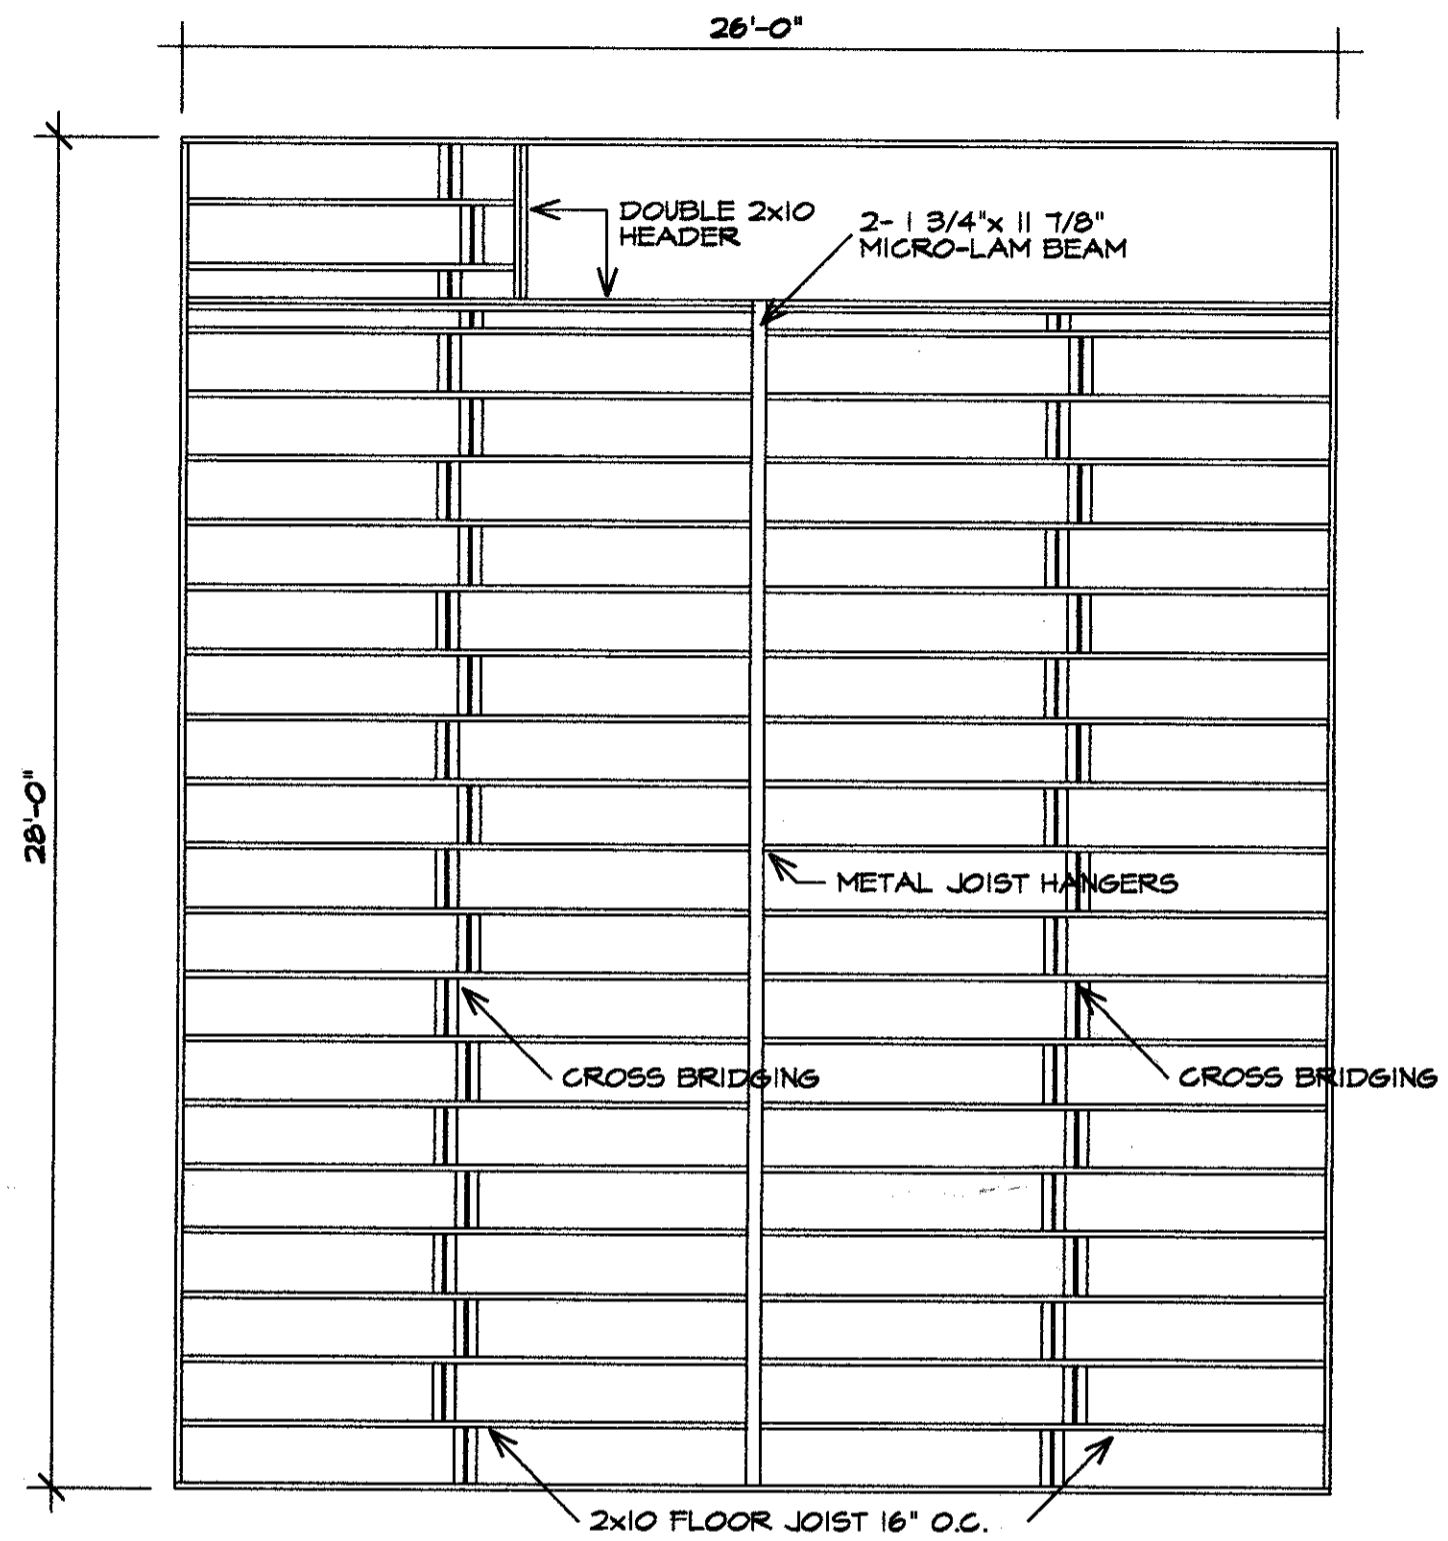 26'-0"
DOUBLE 2x10
HEADER
2- 1 3/4"x 11 7/8"
MICRO-LAM BEAM
28'-0"
METAL JOIST HANGERS
CROSS BRIDGING
CROSS BRIDGING
2x10 FLOOR JOIST 16" O.C.